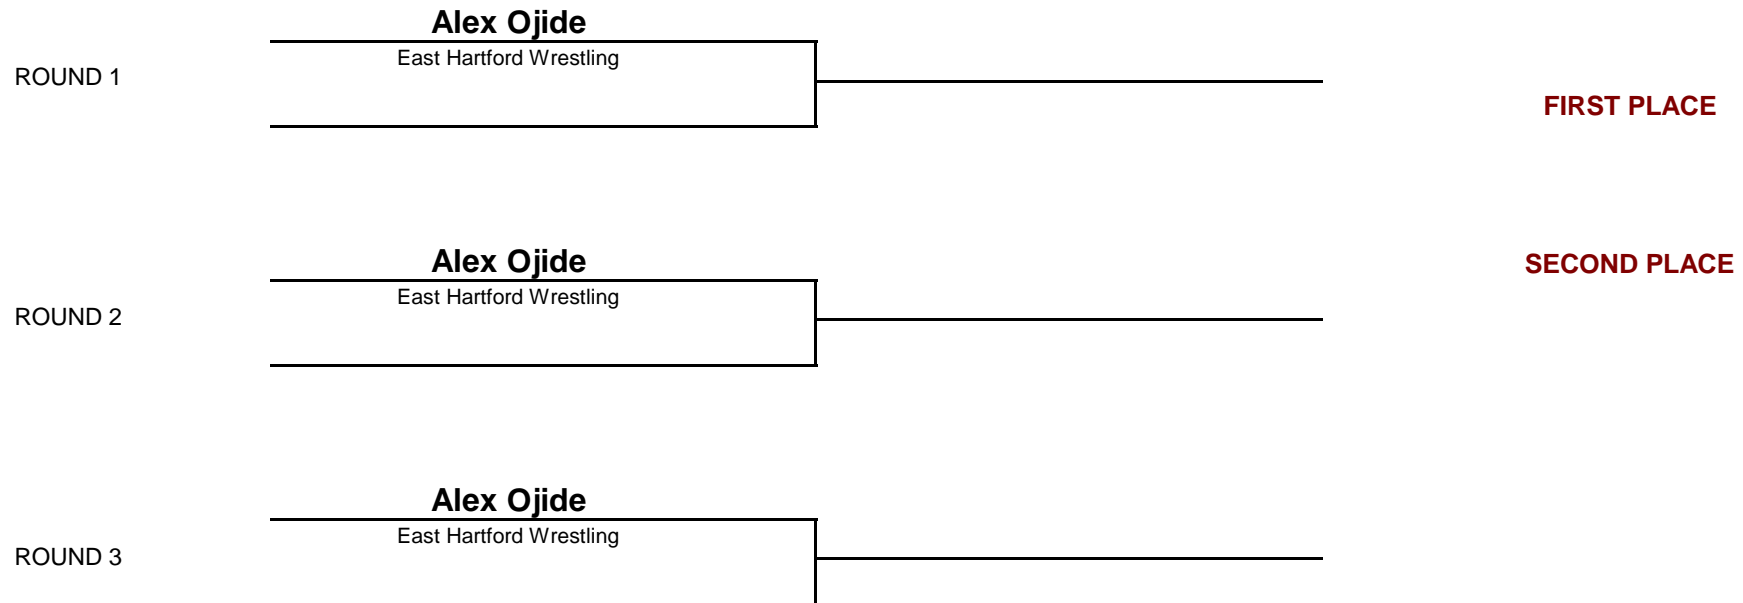 Alex Ojide
East Hartford Wrestling
ROUND 1
FIRST PLACE
Alex Ojide
SECOND PLACE
East Hartford Wrestling
ROUND 2
Alex Ojide
East Hartford Wrestling
ROUND 3